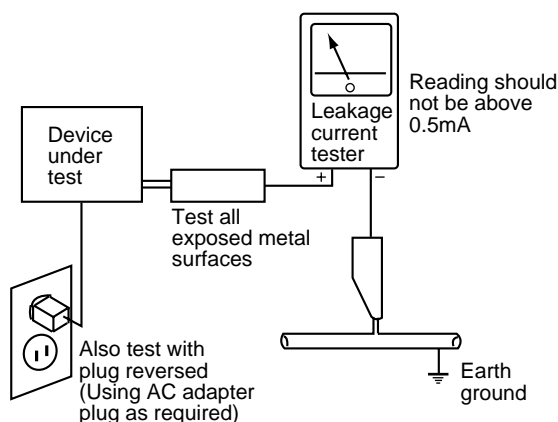 Device
under
test
Leakage
current
tester
+
−
Reading should
not be above
0.5mA
Test all
exposed metal
surfaces
Also test with
plug reversed
(Using AC adapter
plug as required)
Earth
ground